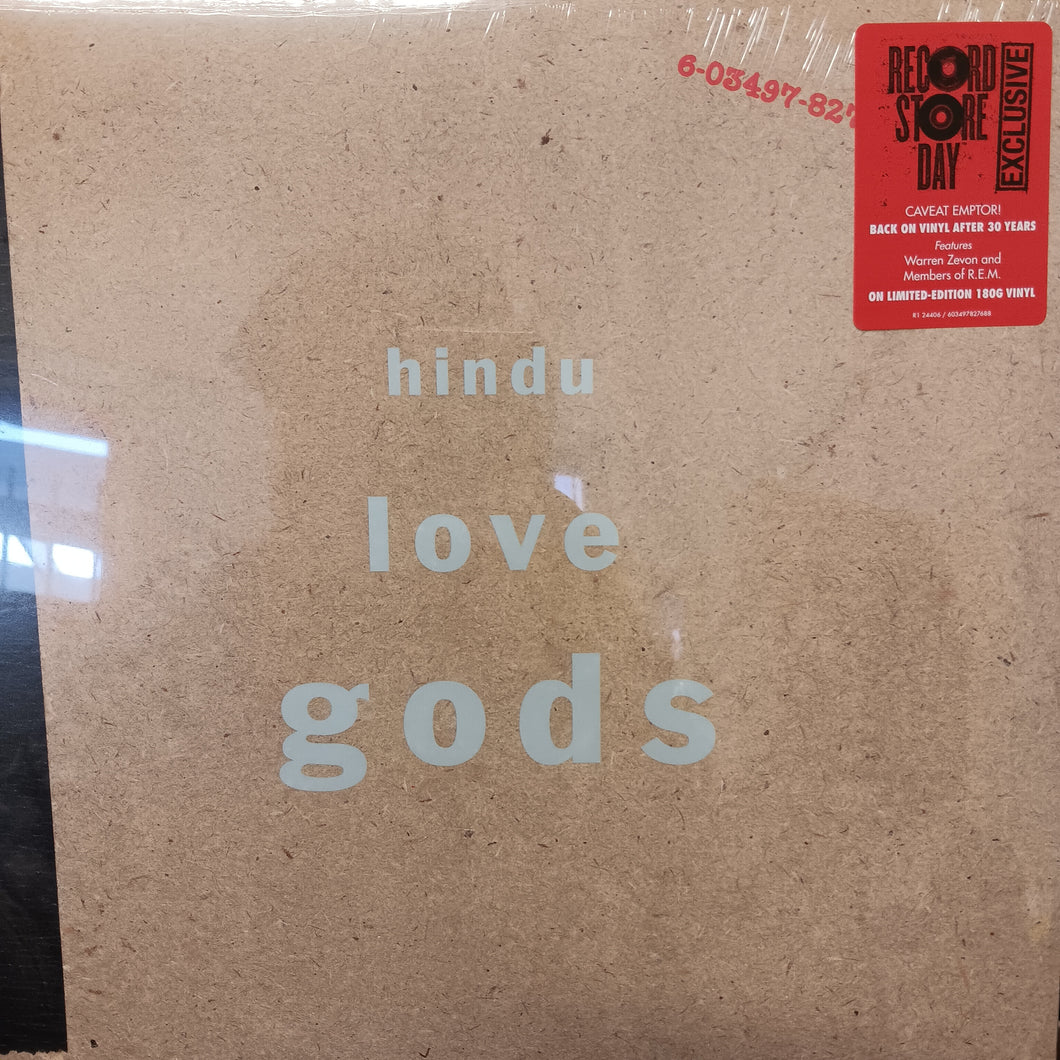 6-03497-827
RECORD
STORE
DAY
EXCLUSIVE
CAVEAT EMPTOR!
BACK ON VINYL AFTER 30 YEARS
Features
Warren Zevon and
Members of R.E.M.
ON LIMITED-EDITION 180G VINYL
R1 24406 / 603497827688
hindu
love
gods